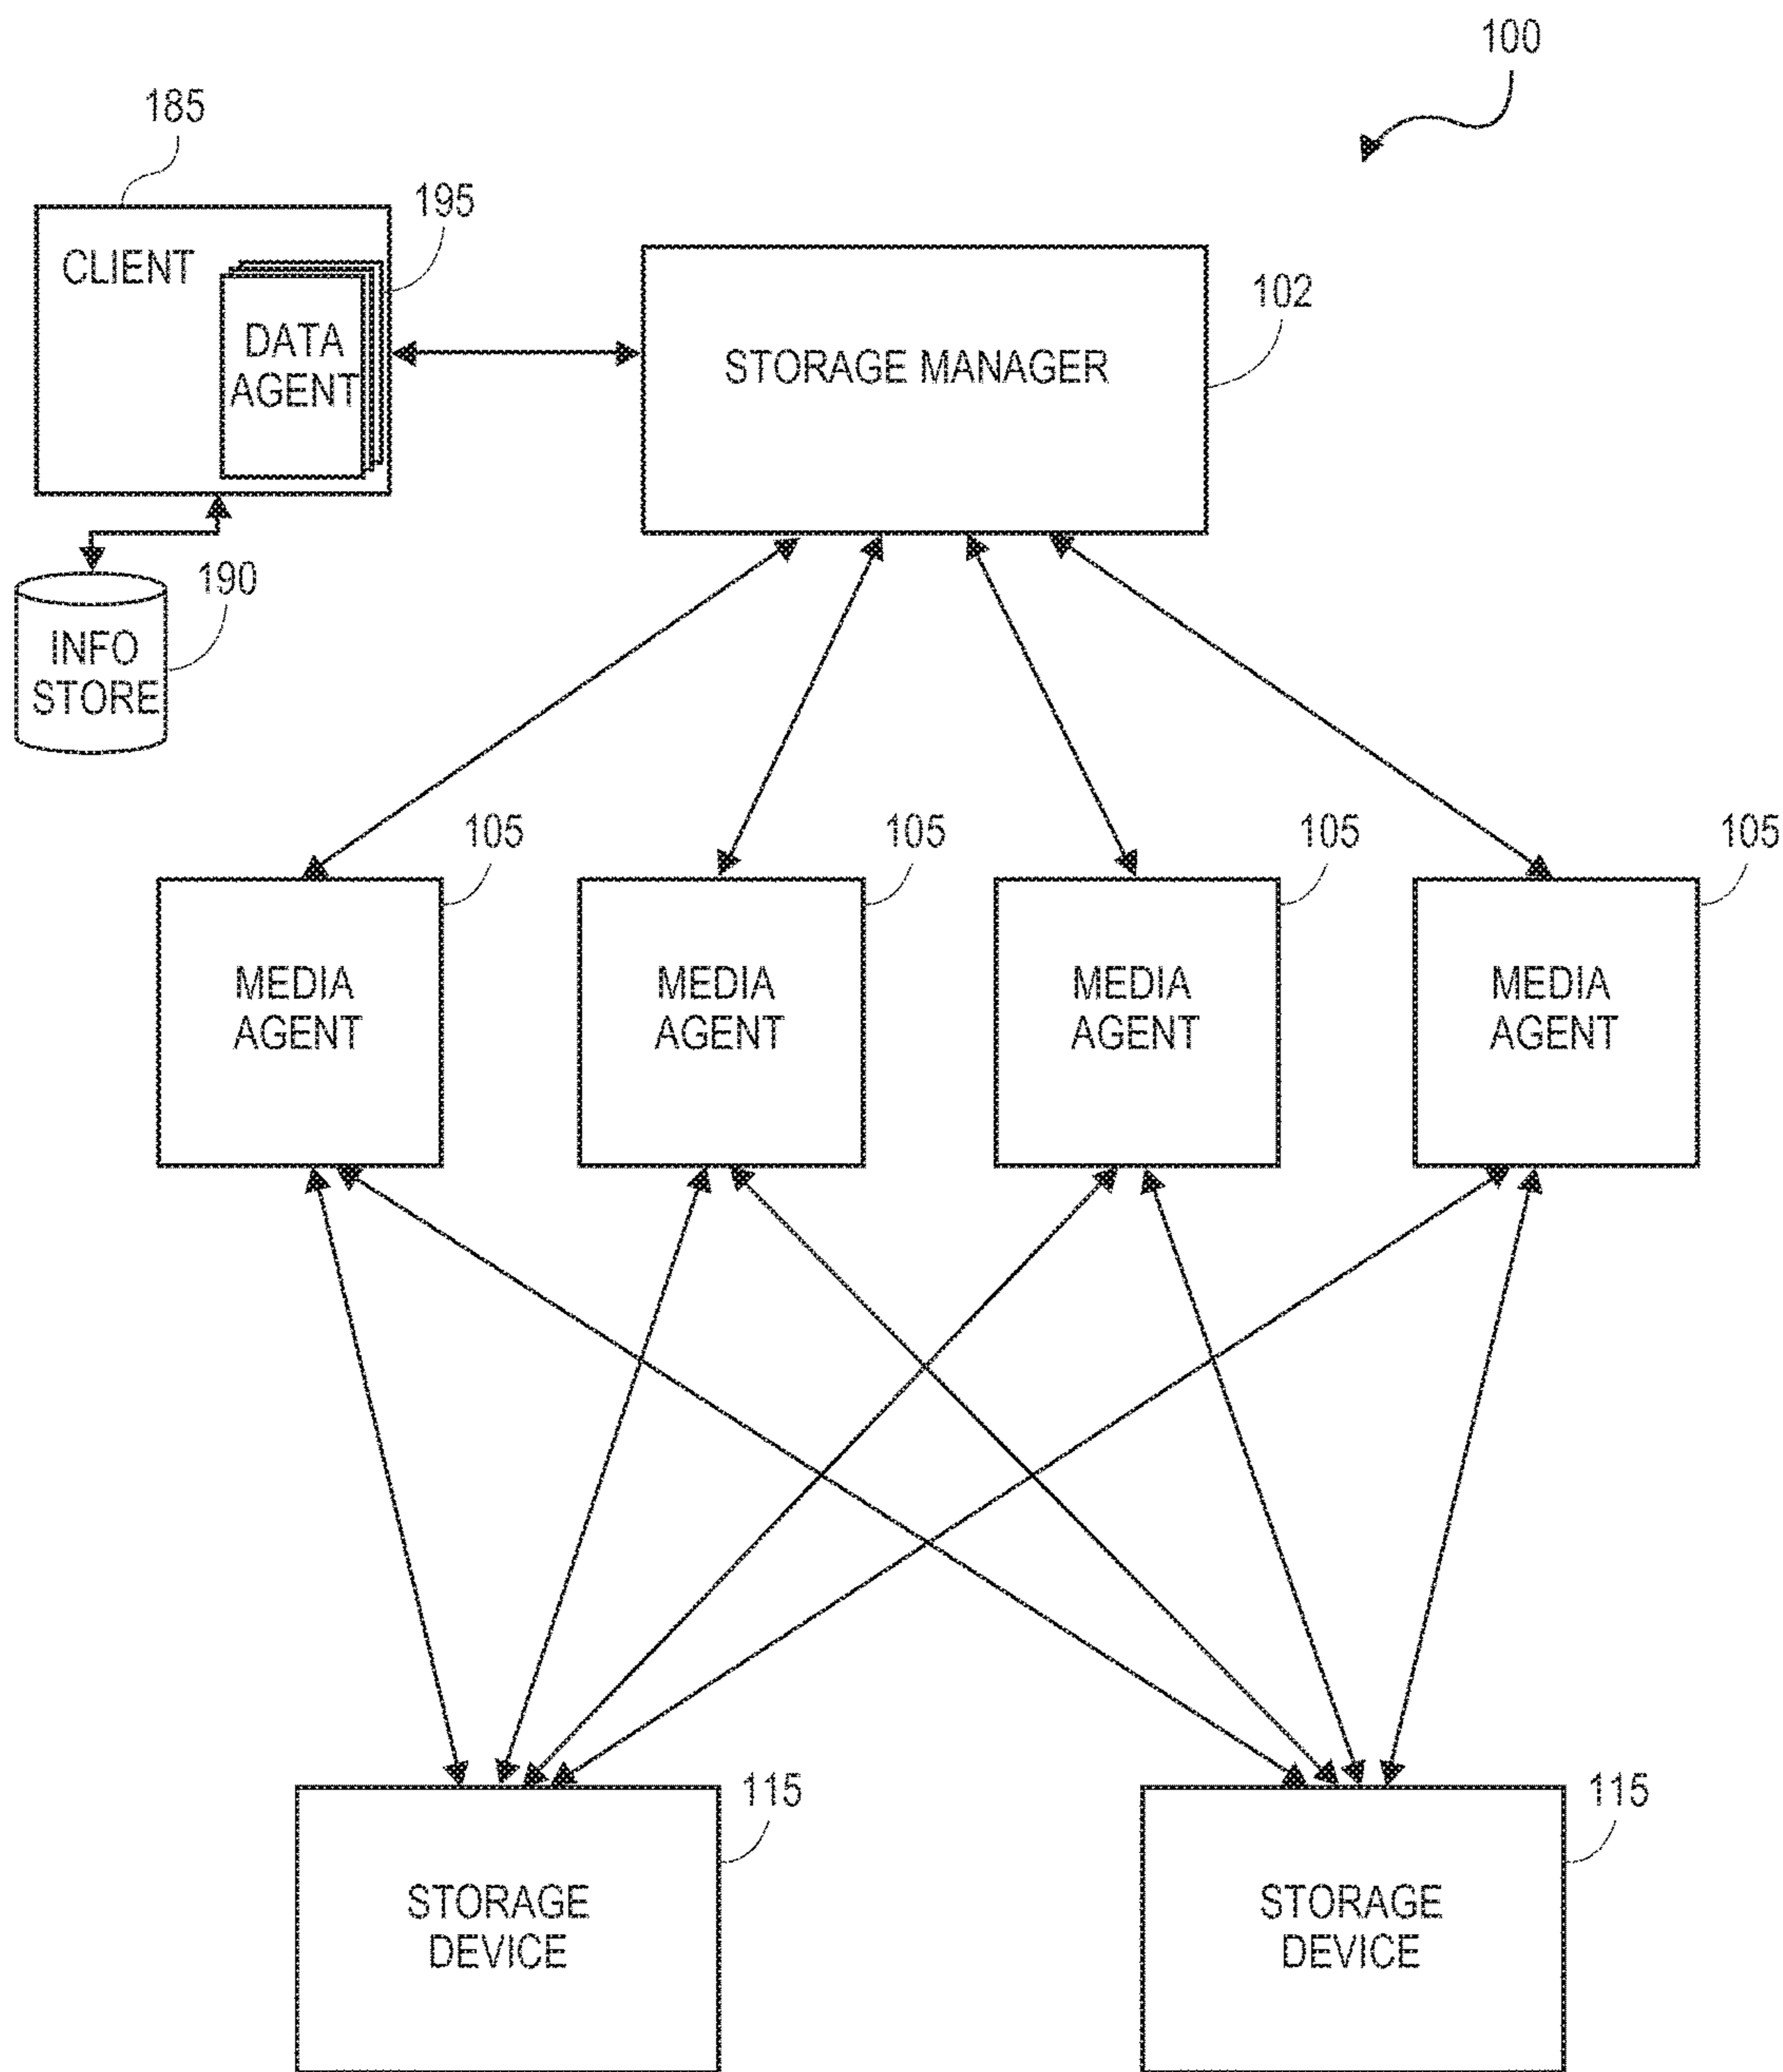 100
185
195
CLIENT
DATA
AGENT
102
STORAGE MANAGER
190
INFO
STORE
105
105
105
105
MEDIA
AGENT
MEDIA
AGENT
MEDIA
AGENT
MEDIA
AGENT
115
115
STORAGE
DEVICE
STORAGE
DEVICE